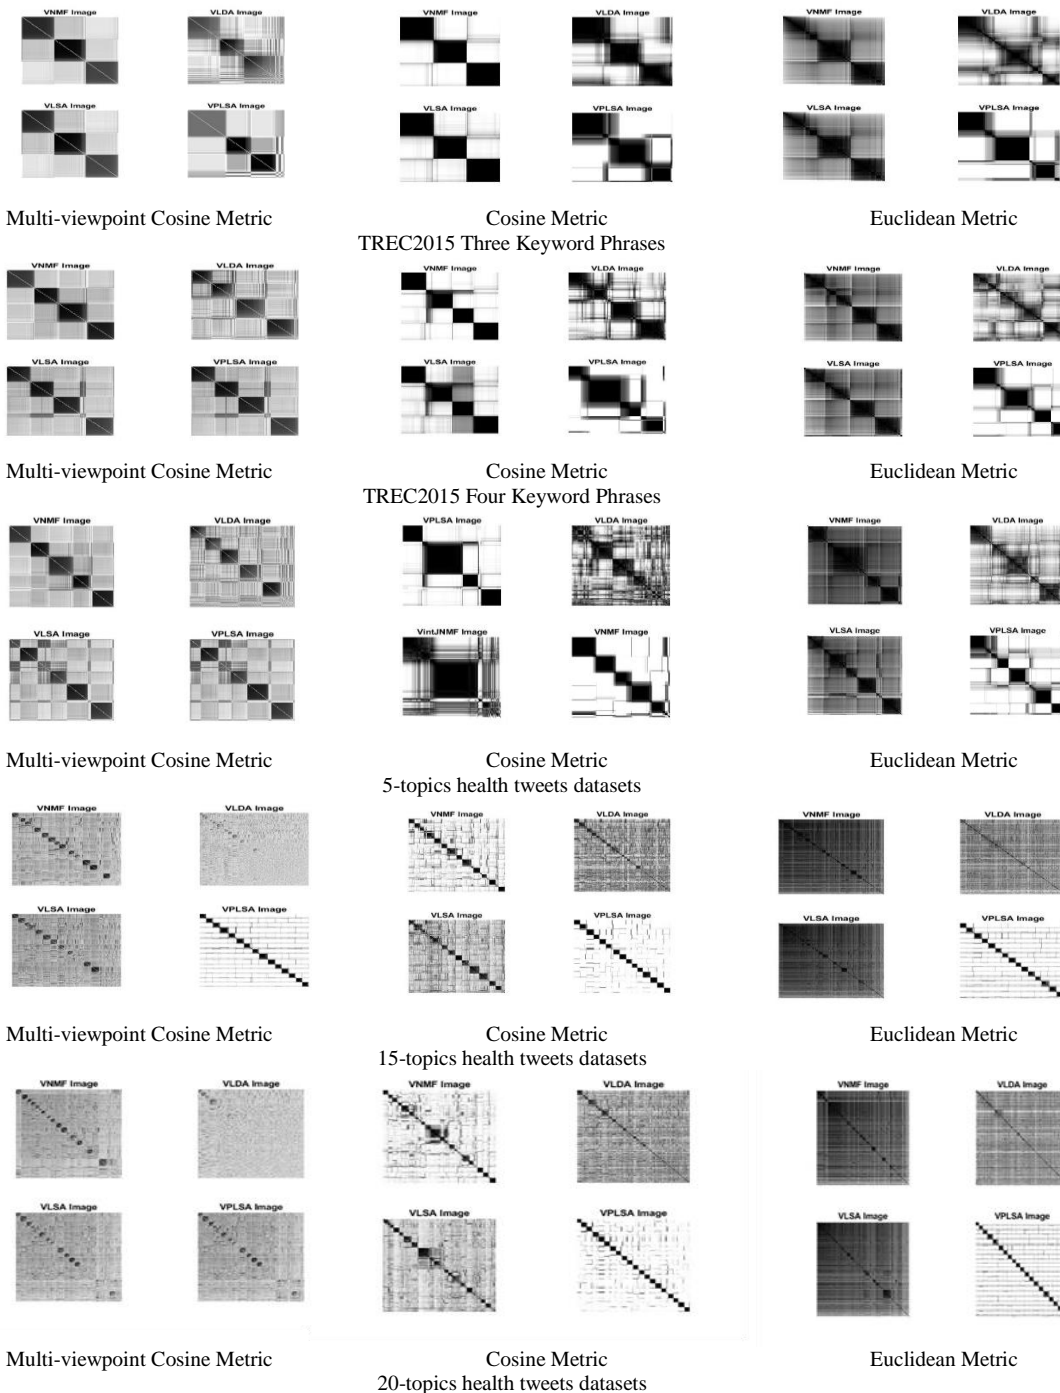 VNMF Image VLDA Image VNMF Image VLDA Image VNMF Image VLDA Image
VLSA Image VPLSA Image VLSA Image VPLSA Image VLSA Image VPLSA Image
Multi-viewpoint Cosine Metric Cosine Metric Euclidean Metric
TREC2015 Three Keyword Phrases
VNMF Image VLDA Image VNMF Image VLDA Image VNMF Image VLDA Image
VLSA Image VPLSA Image VLSA Image VPLSA Image VLSA Image VPLSA Image
Multi-viewpoint Cosine Metric Cosine Metric Euclidean Metric
TREC2015 Four Keyword Phrases
VNMF Image VLDA Image VPLSA Image VLDA Image VNMF Image VLDA Image
VLSA Image VPLSA Image VintJNMF Image VNMF Image VLSA Image VPLSA Image
Multi-viewpoint Cosine Metric Cosine Metric Euclidean Metric
5-topics health tweets datasets
VNMF Image VLDA Image VNMF Image VLDA Image VNMF Image VLDA Image
VLSA Image VPLSA Image VLSA Image VPLSA Image VLSA Image VPLSA Image
Multi-viewpoint Cosine Metric Cosine Metric Euclidean Metric
15-topics health tweets datasets
VNMF Image VLDA Image VNMF Image VLDA Image VNMF Image VLDA Image
VLSA Image VPLSA Image VLSA Image VPLSA Image VLSA Image VPLSA Image
Multi-viewpoint Cosine Metric Cosine Metric Euclidean Metric
20-topics health tweets datasets